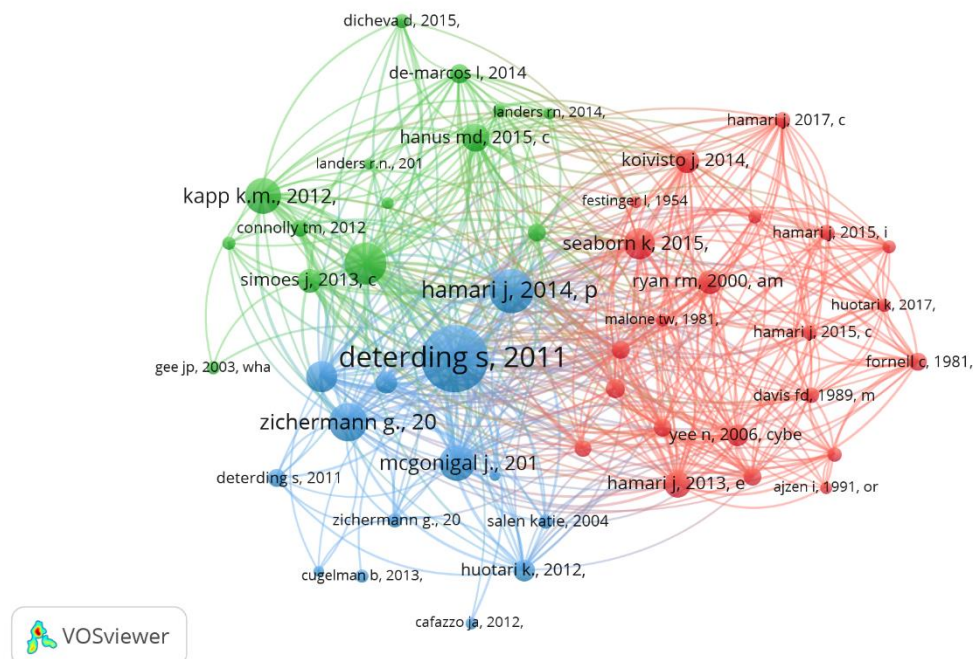 dicheva d, 2015,
de-marcos l, 2014
landers rn, 2014,
hamari j, 2017, c
hanus md, 2015, c
koivisto j, 2014,
landers r.n., 201
kapp k.m., 2012,
festinger l, 1954
connolly tm, 2012
seaborn k, 2015,
hamari j, 2015, i
simoes j, 2013, c
hamari j, 2014, p
ryan rm, 2000, am
huotari k, 2017,
malone tw, 1981,
hamari j, 2015, c
deterding s, 2011
gee jp, 2003, wha
fornell c, 1981,
davis fd, 1989, m
zichermann g., 20
yee n, 2006, cybe
mcgonigal j., 201
deterding s, 2011
hamari j, 2013, e
ajzen i, 1991, or
zichermann g., 20
salen katie, 2004
cugelman b, 2013,
huotari k., 2012,
cafazzo ja, 2012,
VOSviewer